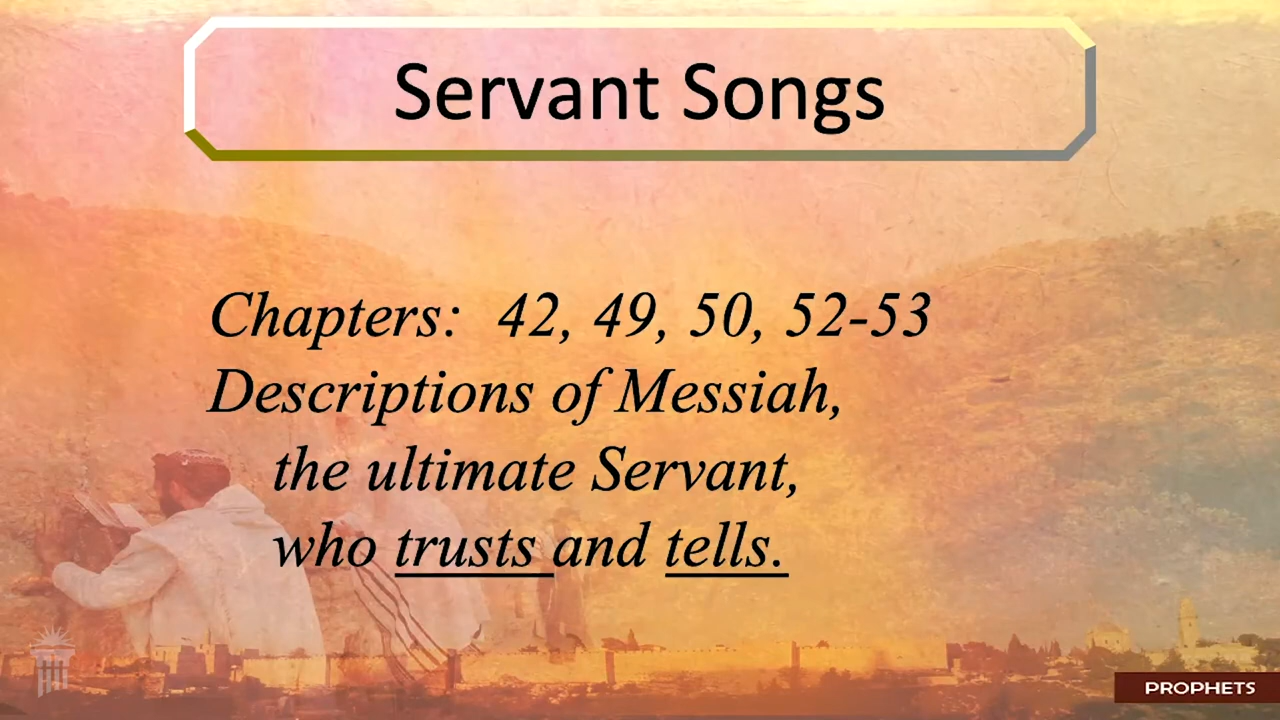 Servant Songs
Chapters: 42, 49, 50, 52-53
Descriptions of Messiah,
the ultimate Servant,
who trusts and tells.
PROPHETS